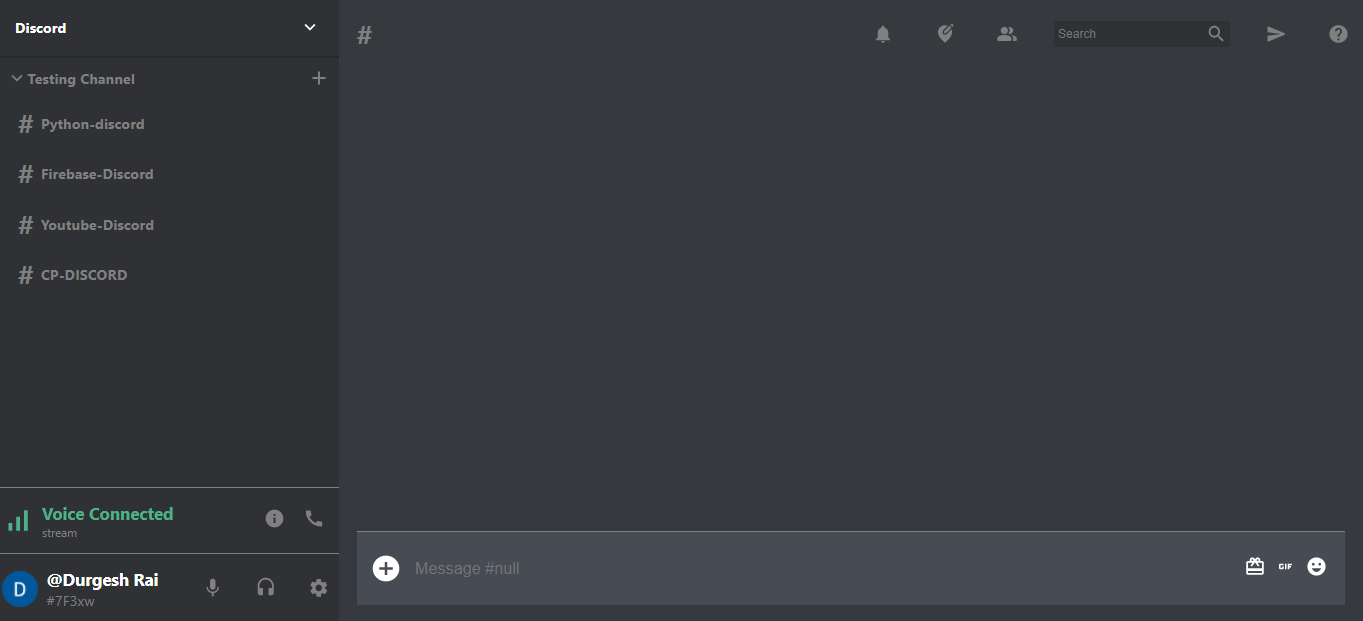 Discord
Testing Channel
# Python-discord
# Firebase-Discord
# Youtube-Discord
# CP-DISCORD
Voice Connected
stream
D
@Durgesh Rai
#7F3xw
#
Search
Message #null
GIF